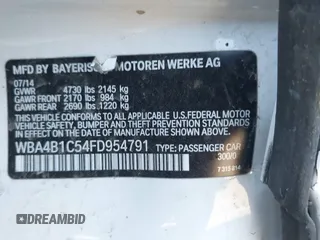 MFD BY BAYERISCHE MOTOREN WERKE AG
07/14
GVWR 4730 lbs 2145 kg
GAWR FRONT 2170 lbs 984 kg
GAWR REAR 2690 lbs 1220 kg
THIS VEHICLE CONFORMS TO ALL APPLICABLE
U.S. FEDERAL MOTOR VEHICLE
SAFETY, BUMPER AND THEFT PREVENTION
STANDARDS IN EFFECT ON THE DATE OF
MANUFACTURE SHOWN ABOVE.
WBA4B1C54FD954791 TYPE: PASSENGER CAR
300/0
AutoBidMaster